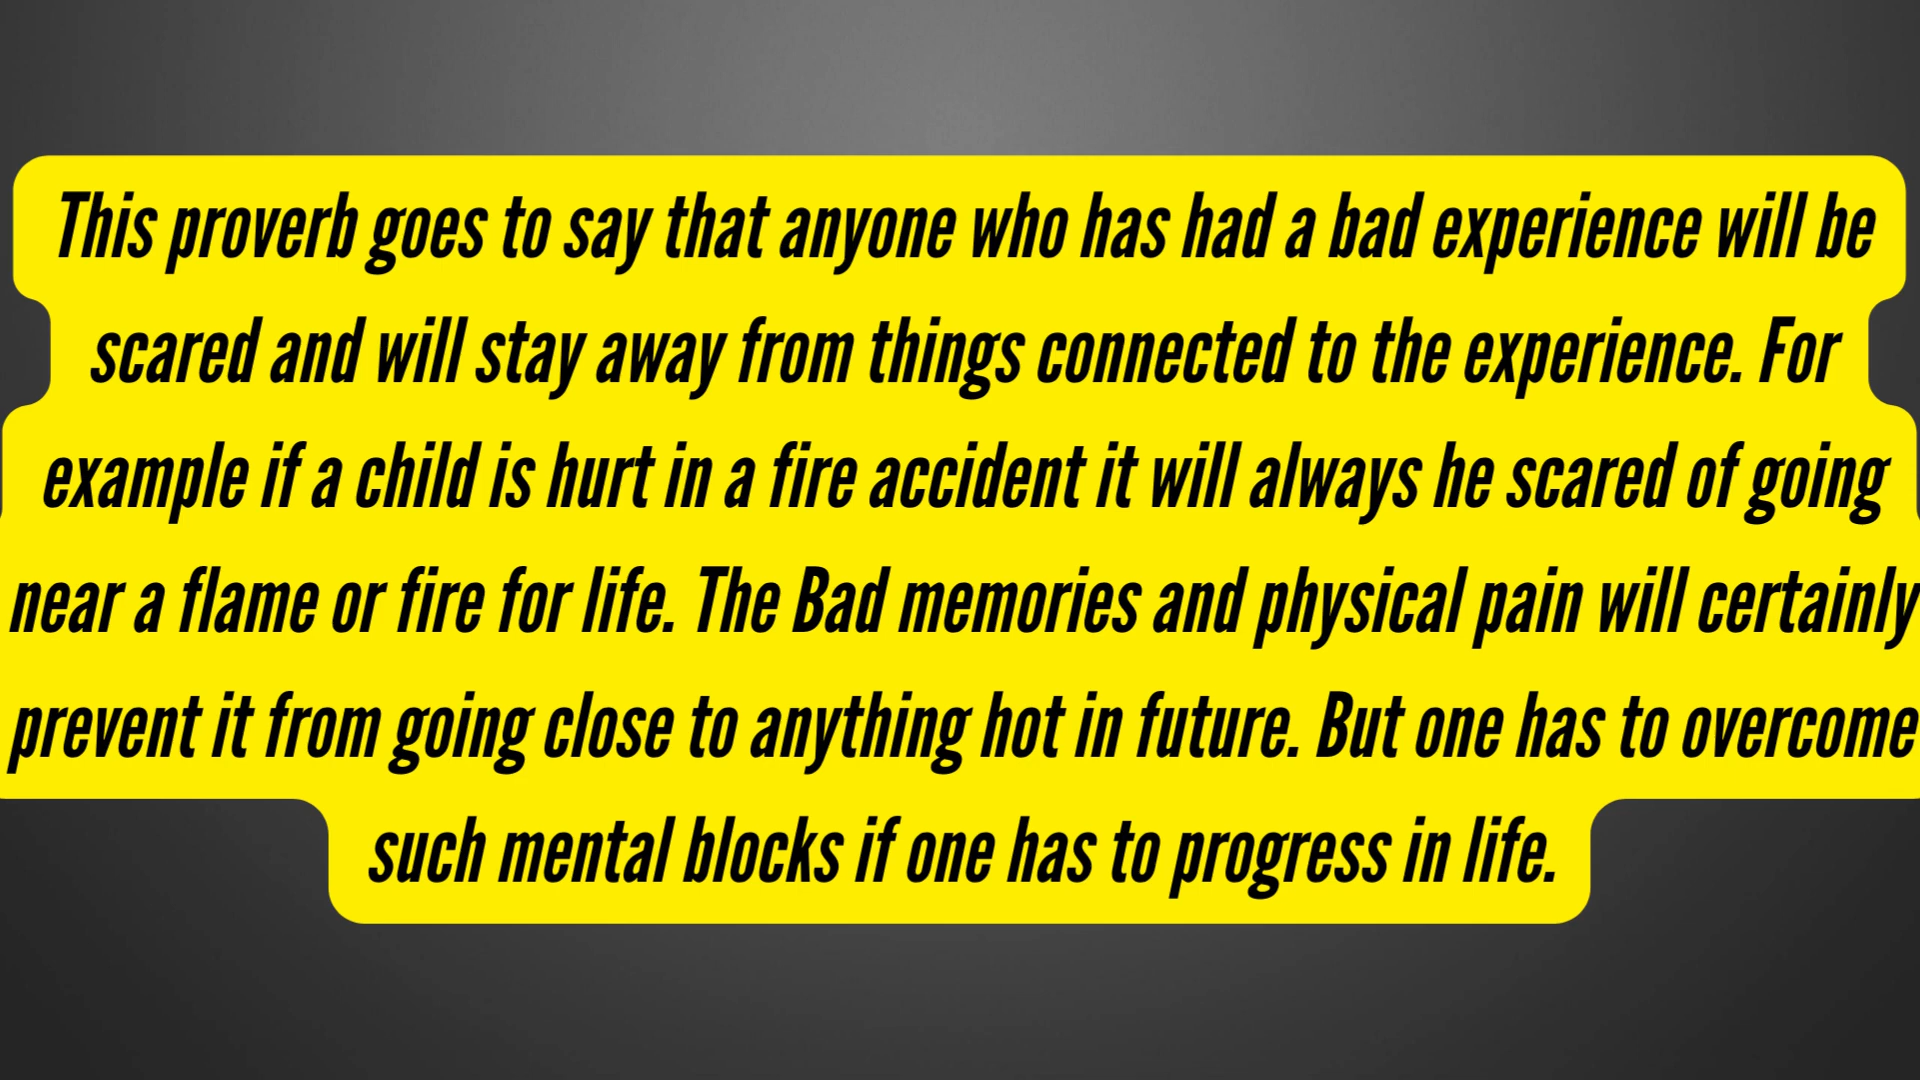 This proverb goes to say that anyone who has had a bad experience will be
scared and will stay away from things connected to the experience. For
example if a child is hurt in a fire accident it will always he scared of going
near a flame or fire for life. The Bad memories and physical pain will certainly
prevent it from going close to anything hot in future. But one has to overcome
such mental blocks if one has to progress in life.